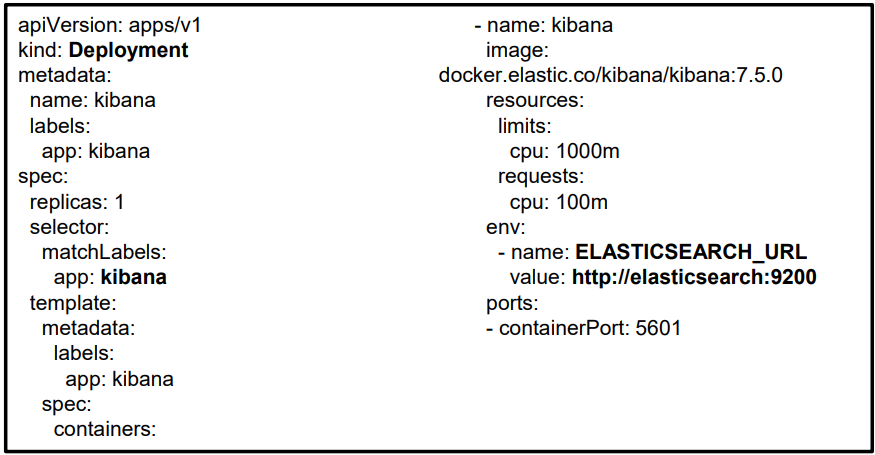 apiVersion: apps/v1
kind: Deployment
metadata:
  name: kibana
  labels:
    app: kibana
spec:
  replicas: 1
  selector:
    matchLabels:
      app: kibana
  template:
    metadata:
      labels:
        app: kibana
    spec:
      containers:
      - name: kibana
        image:
docker.elastic.co/kibana/kibana:7.5.0
        resources:
          limits:
            cpu: 1000m
          requests:
            cpu: 100m
        env:
          - name: ELASTICSEARCH_URL
            value: http://elasticsearch:9200
        ports:
        - containerPort: 5601